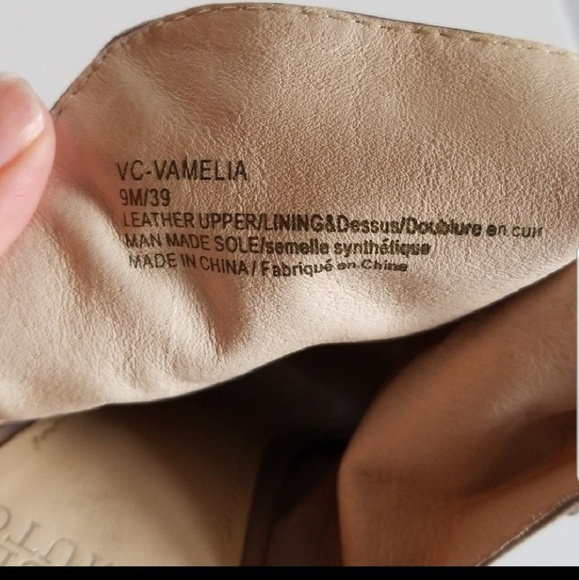 VC-VAMELIA
9M/39
LEATHER UPPER/LINING&Dessus/Doublure en cuir
MAN MADE SOLE/semelle synthétique
MADE IN CHINA / Fabriqué en Chine